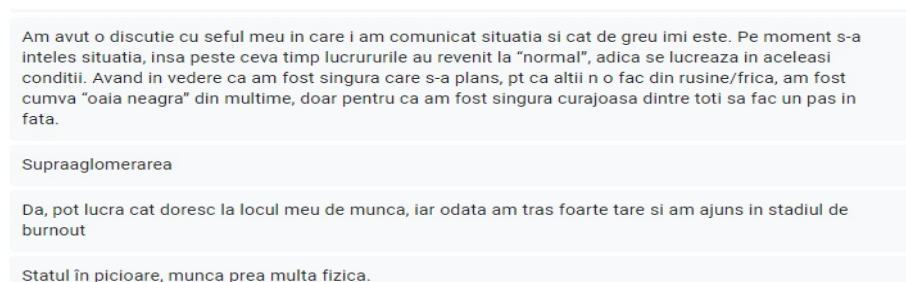 Am avut o discutie cu seful meu in care i am comunicat situatia si cat de greu imi este. Pe moment s-a
inteles situatia, insa peste ceva timp lucrururile au revenit la “normal”, adica se lucreaza in aceleasi
conditii. Avand in vedere ca am fost singura care s-a plans, pt ca altii n o fac din rusine/frica, am fost
cumva “oaia neagra” din multime, doar pentru ca am fost singura curajoasa dintre toti sa fac un pas in
fata.
Supraaglomerarea
Da, pot lucra cat doresc la locul meu de munca, iar odata am tras foarte tare si am ajuns in stadiul de
burnout
Statul în picioare, munca prea multa fizica.